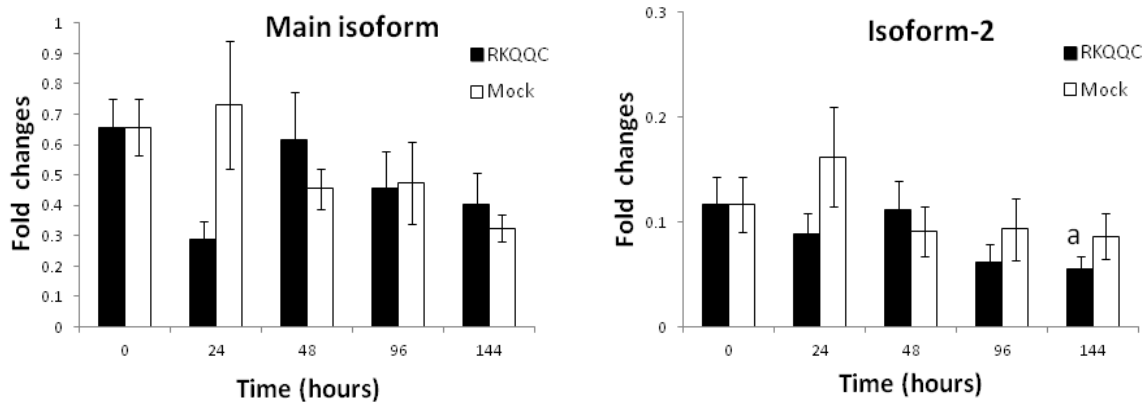 Main isoform
RKQQC
Mock
Fold changes
1
0.9
0.8
0.7
0.6
0.5
0.4
0.3
0.2
0.1
0
0 24 48 96 144
Time (hours)
Isoform-2
RKQQC
Mock
Fold changes
0.3
0.2
0.1
0
a
0 24 48 96 144
Time (hours)